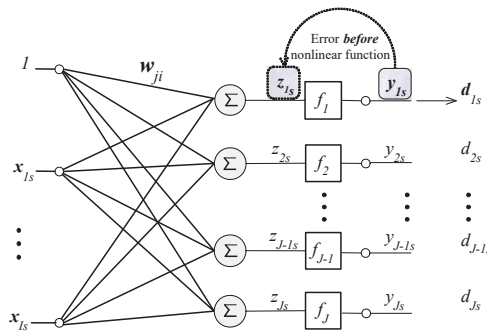 Error before
nonlinear function
1 w_ji z_1s y_1s d_1s
Σ f_1
x_1s z_2s y_2s d_2s
Σ f_2
z_J-1s y_J-1s d_J-1s
Σ f_J-1
x_Is z_Js y_Js d_Js
Σ f_J